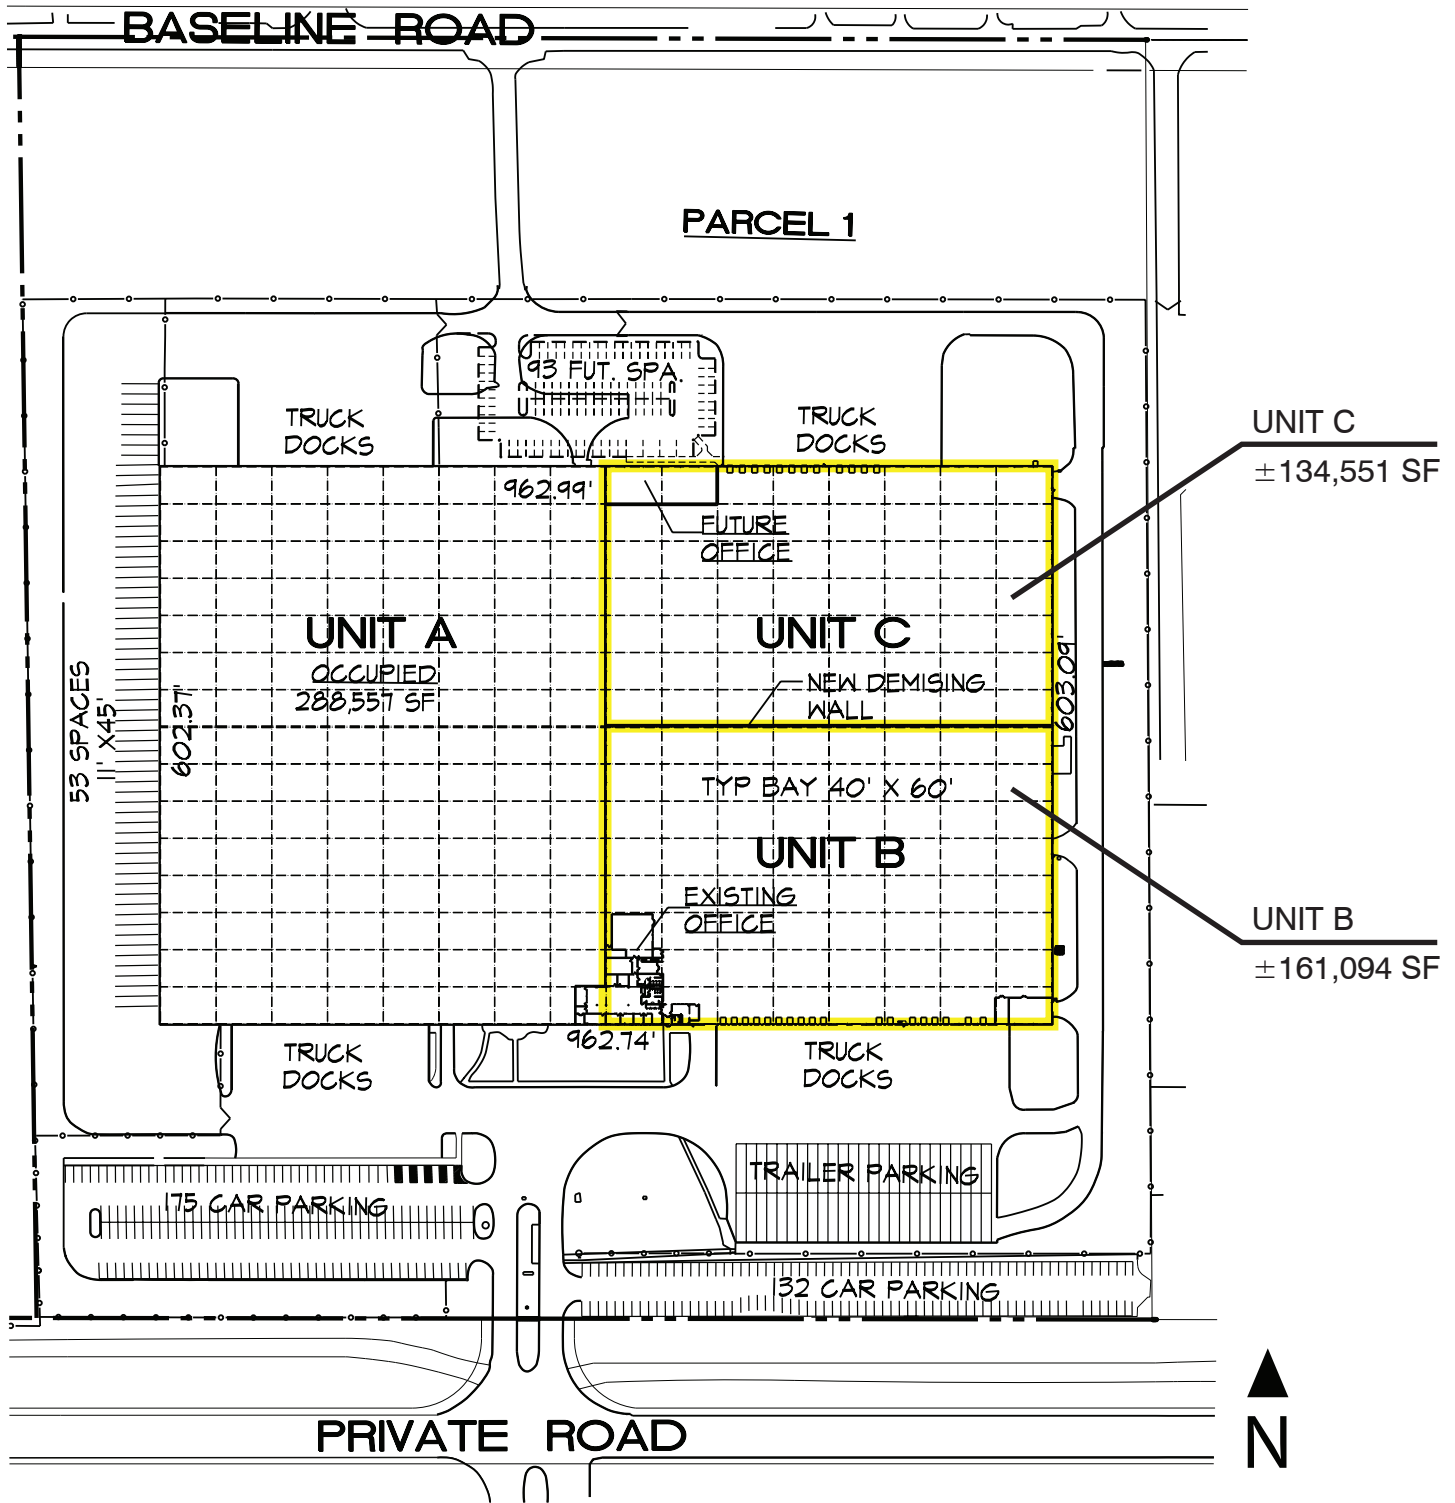 BASELINE ROAD
PARCEL 1
93 FUT. SPA.
TRUCK
DOCKS
TRUCK
DOCKS
UNIT C
±134,551 SF
962.99'
FUTURE
OFFICE
UNIT A
OCCUPIED
288,557 SF
UNIT C
NEW DEMISING
WALL
53 SPACES
11' X45'
602.37'
603.09'
TYP BAY 40' X 60'
UNIT B
EXISTING
OFFICE
UNIT B
±161,094 SF
962.74'
TRUCK
DOCKS
TRUCK
DOCKS
TRAILER PARKING
175 CAR PARKING
132 CAR PARKING
PRIVATE ROAD
N